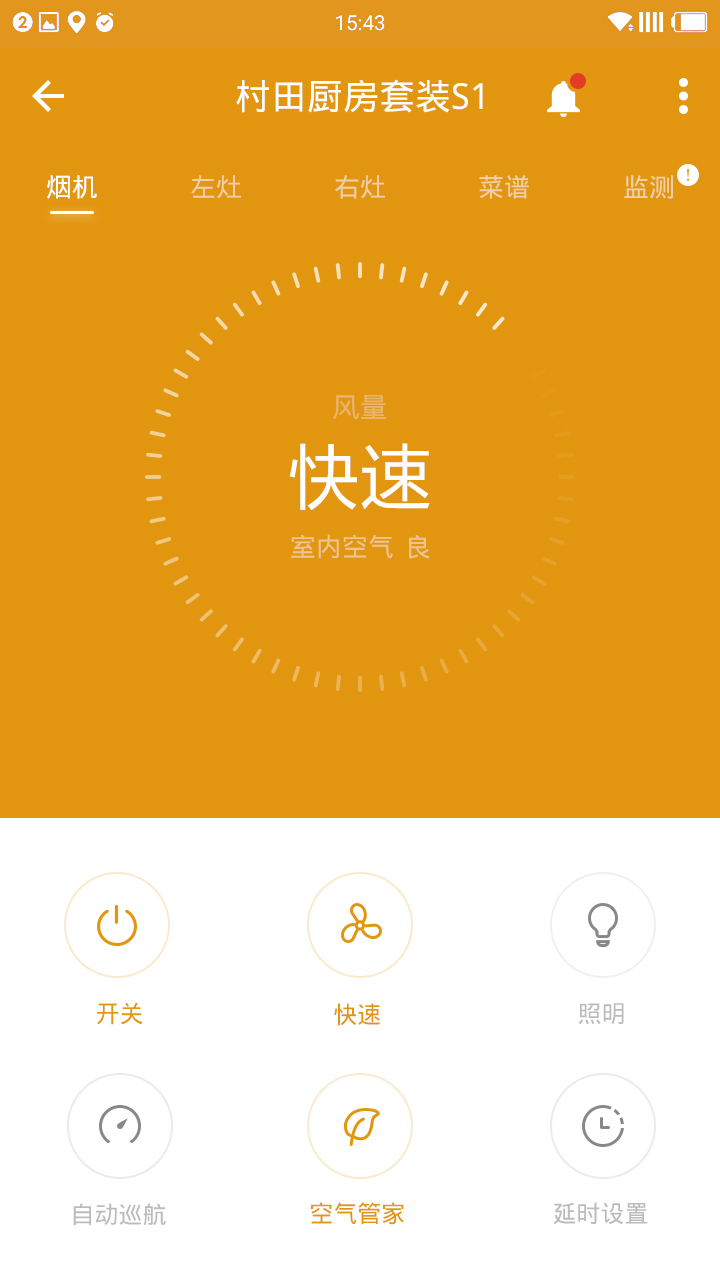 2 15:43
村田厨房套装S1
烟机 左灶 右灶 菜谱 监测 !
风量
快速
室内空气 良
开关 快速 照明
自动巡航 空气管家 延时设置